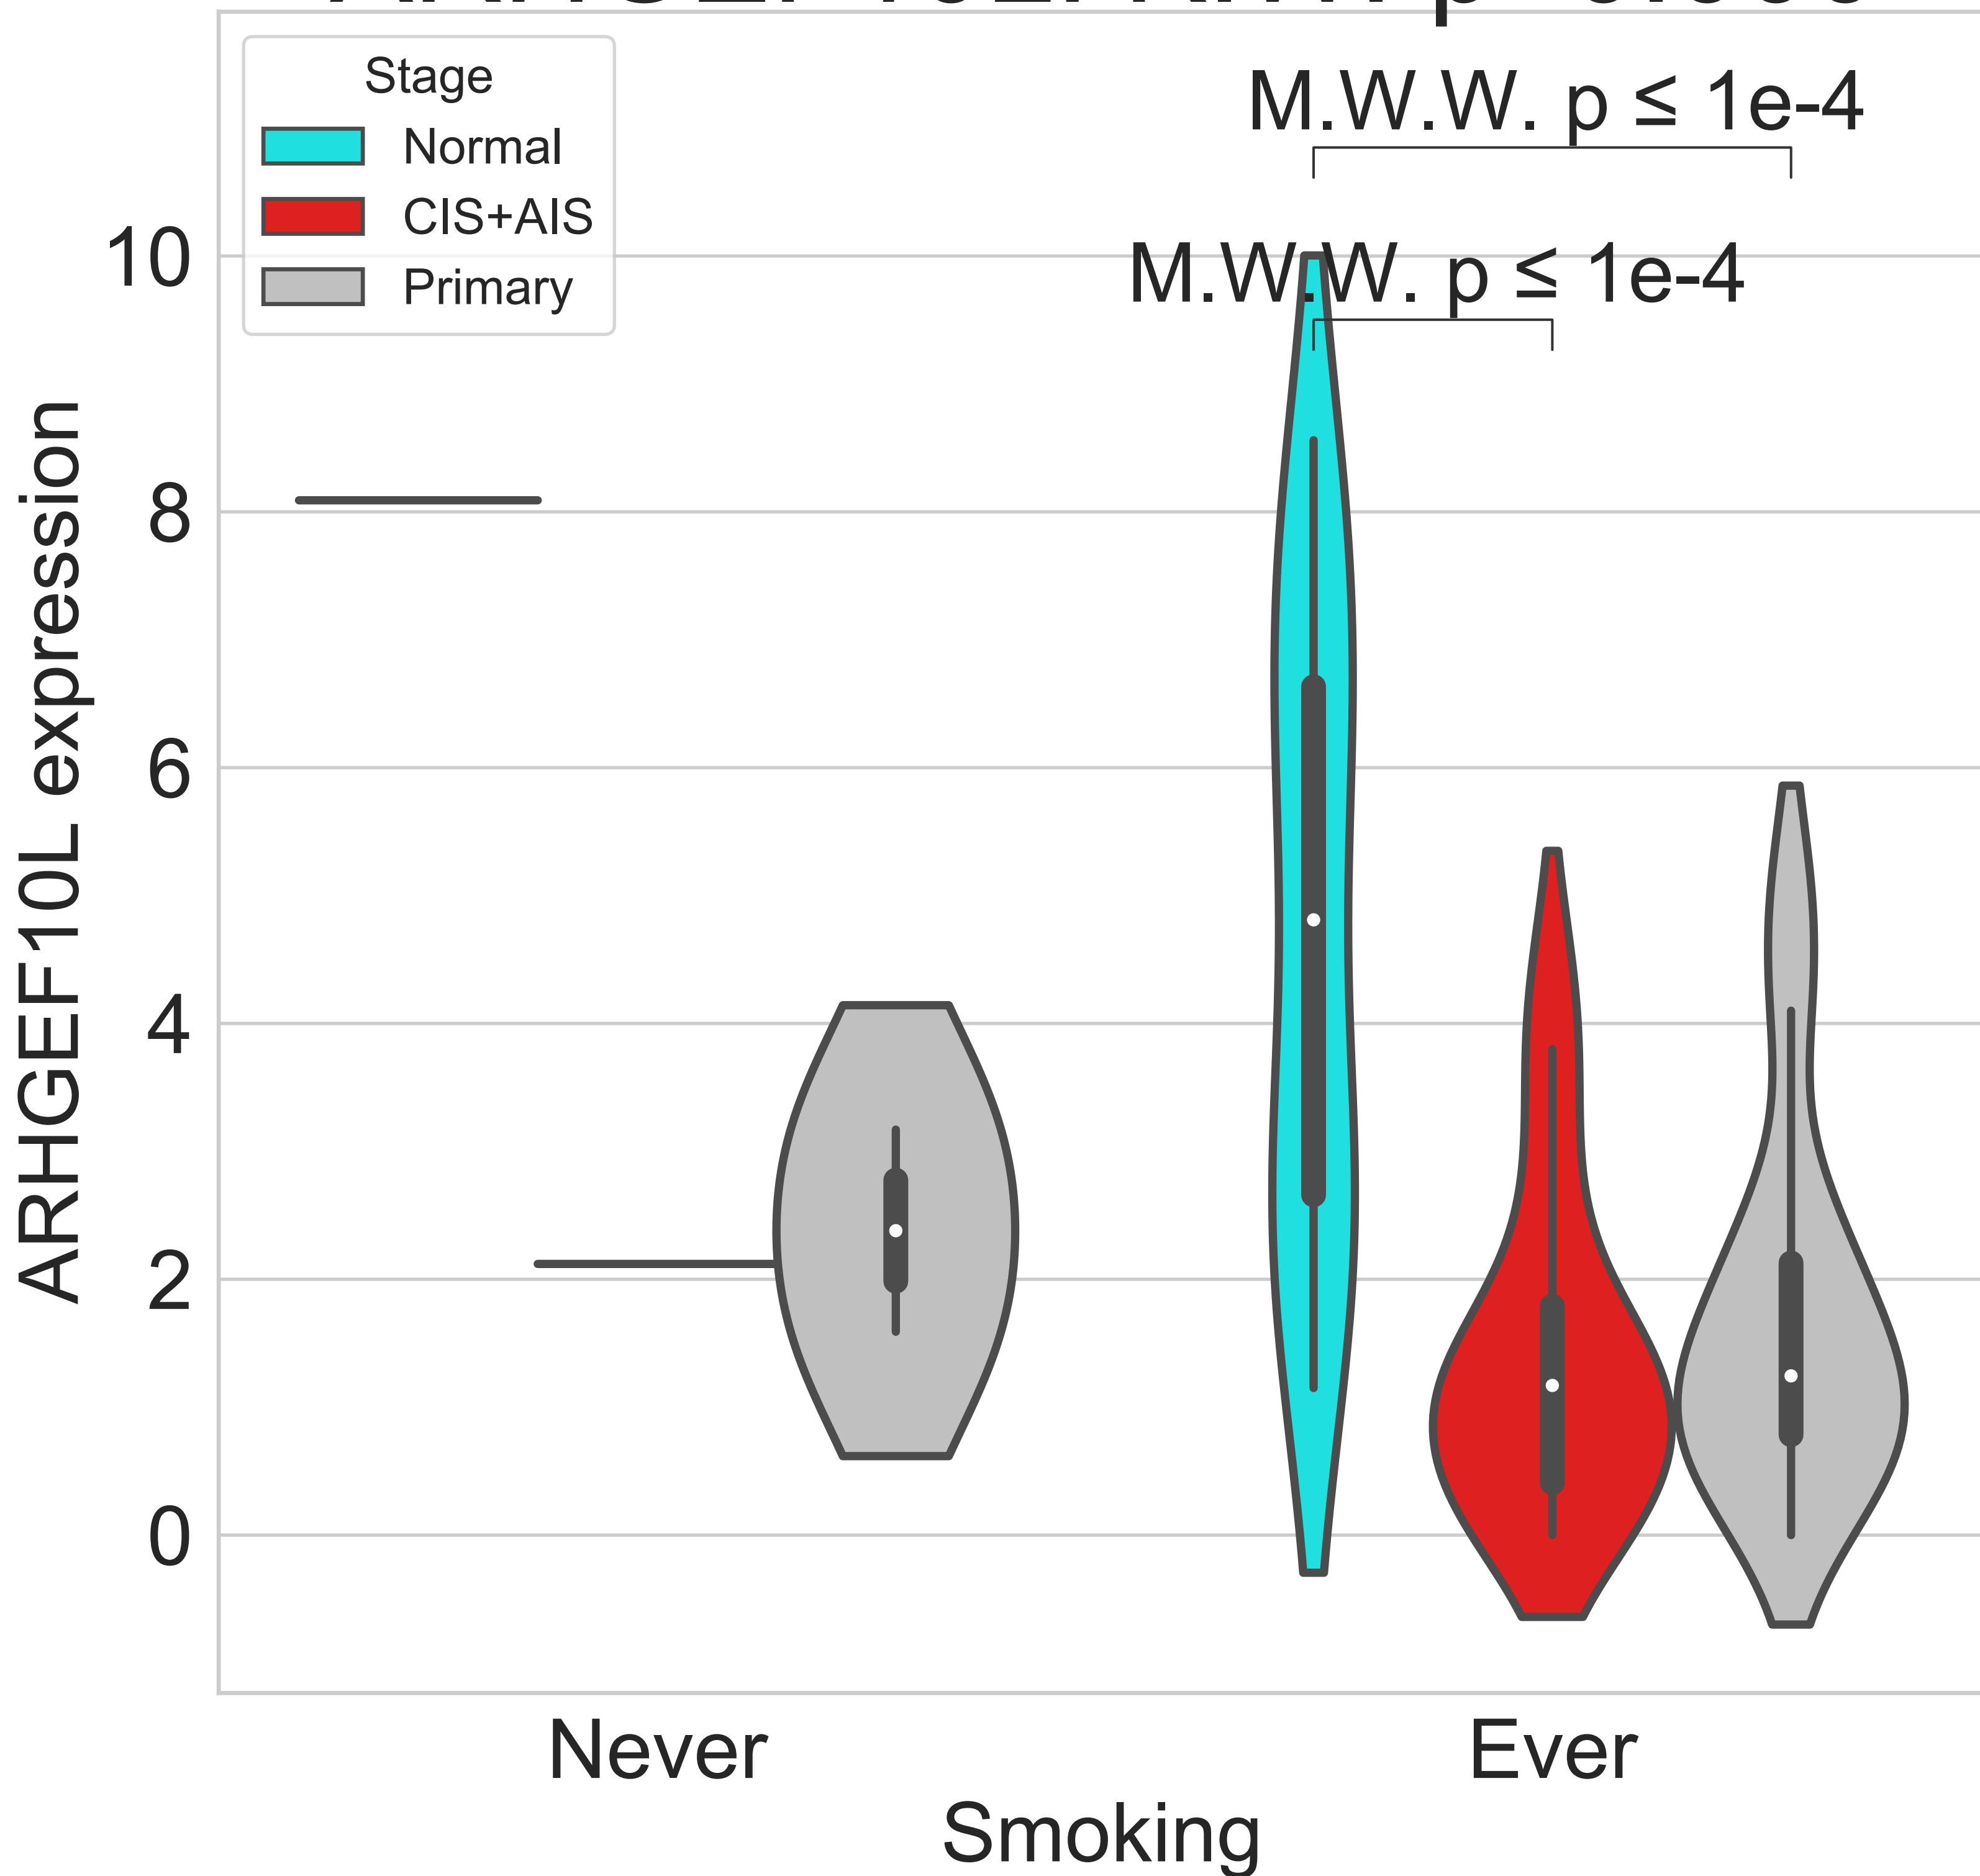 M.W.W. p ≤ 1e-4
M.W.W. p ≤ 1e-4
Stage
Normal
CIS+AIS
Primary
ARHGEF10L expression
10
8
6
4
2
0
Never
Ever
Smoking